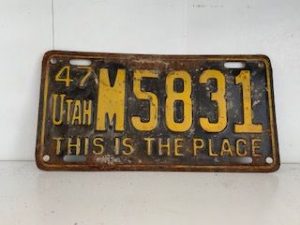 47
UTAH M5831
THIS IS THE PLACE